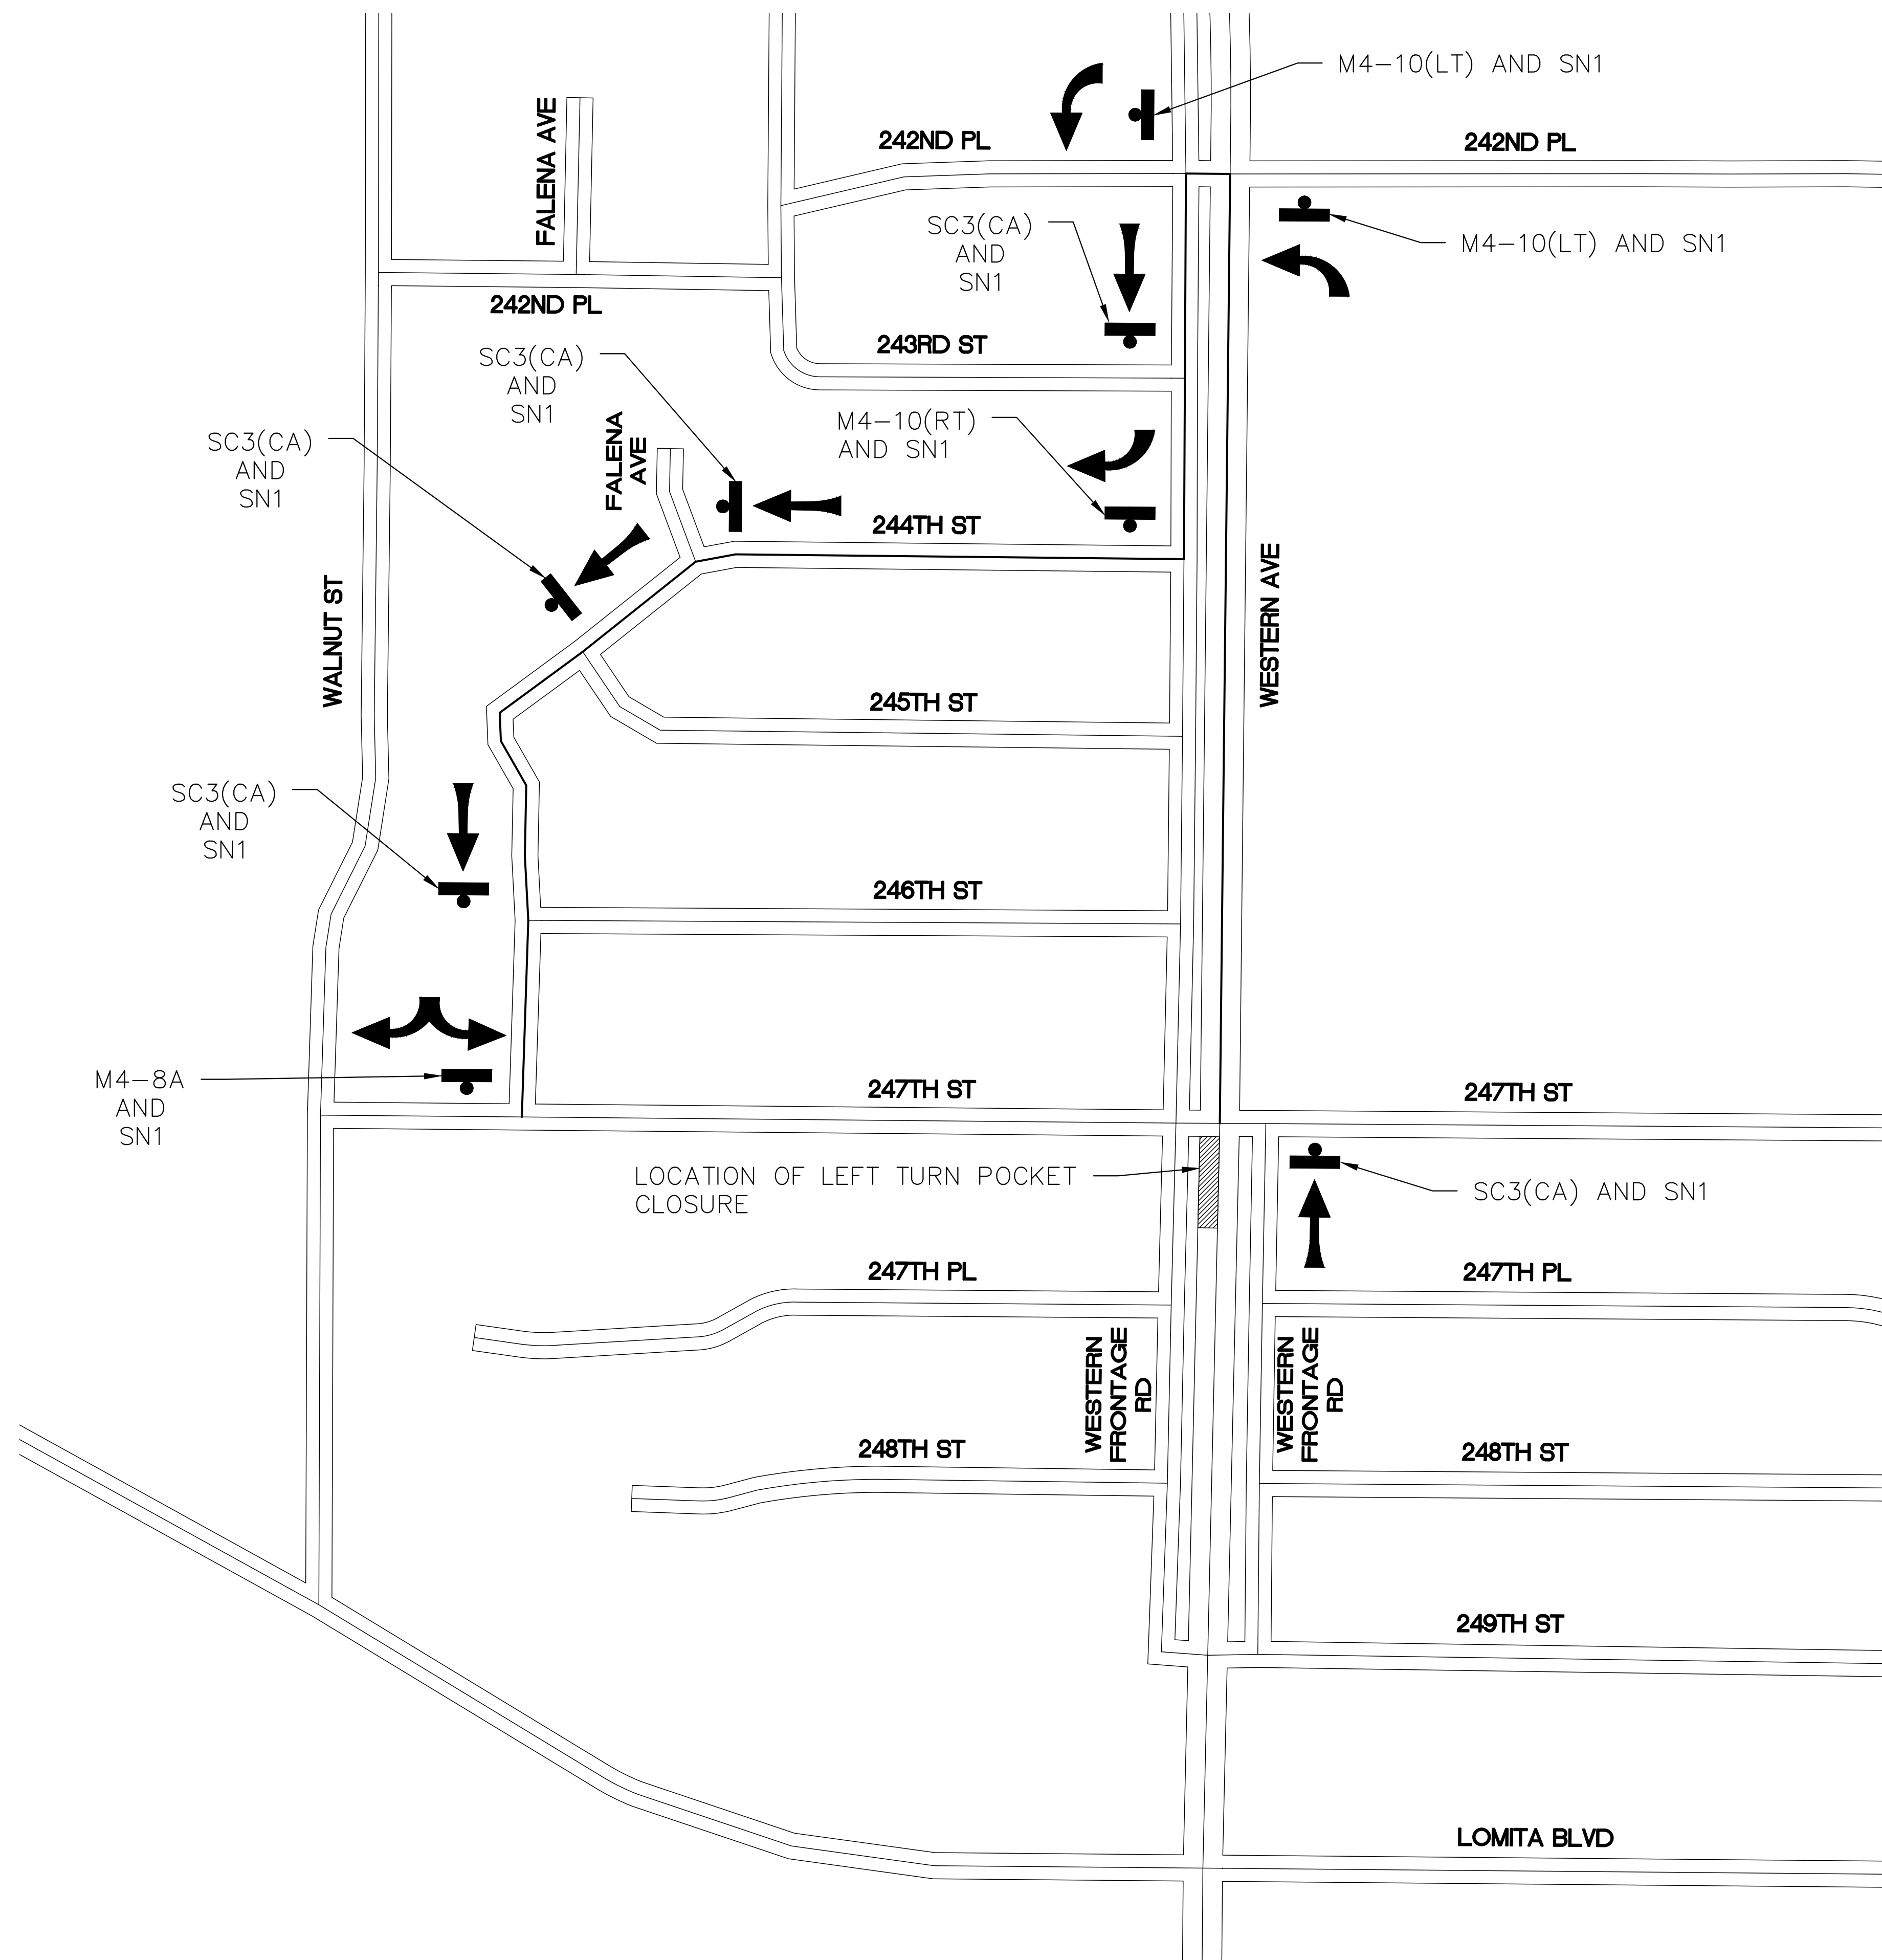 M4-10(LT) AND SN1
FALENA AVE
242ND PL
242ND PL
SC3(CA)
AND
SN1
M4-10(LT) AND SN1
242ND PL
243RD ST
SC3(CA)
AND
SN1
FALENA
AVE
M4-10(RT)
AND SN1
SC3(CA)
AND
SN1
244TH ST
WALNUT ST
WESTERN AVE
245TH ST
SC3(CA)
AND
SN1
246TH ST
M4-8A
AND
SN1
247TH ST
247TH ST
LOCATION OF LEFT TURN POCKET
CLOSURE
SC3(CA) AND SN1
247TH PL
247TH PL
WESTERN
FRONTAGE
RD
WESTERN
FRONTAGE
RD
248TH ST
248TH ST
249TH ST
LOMITA BLVD